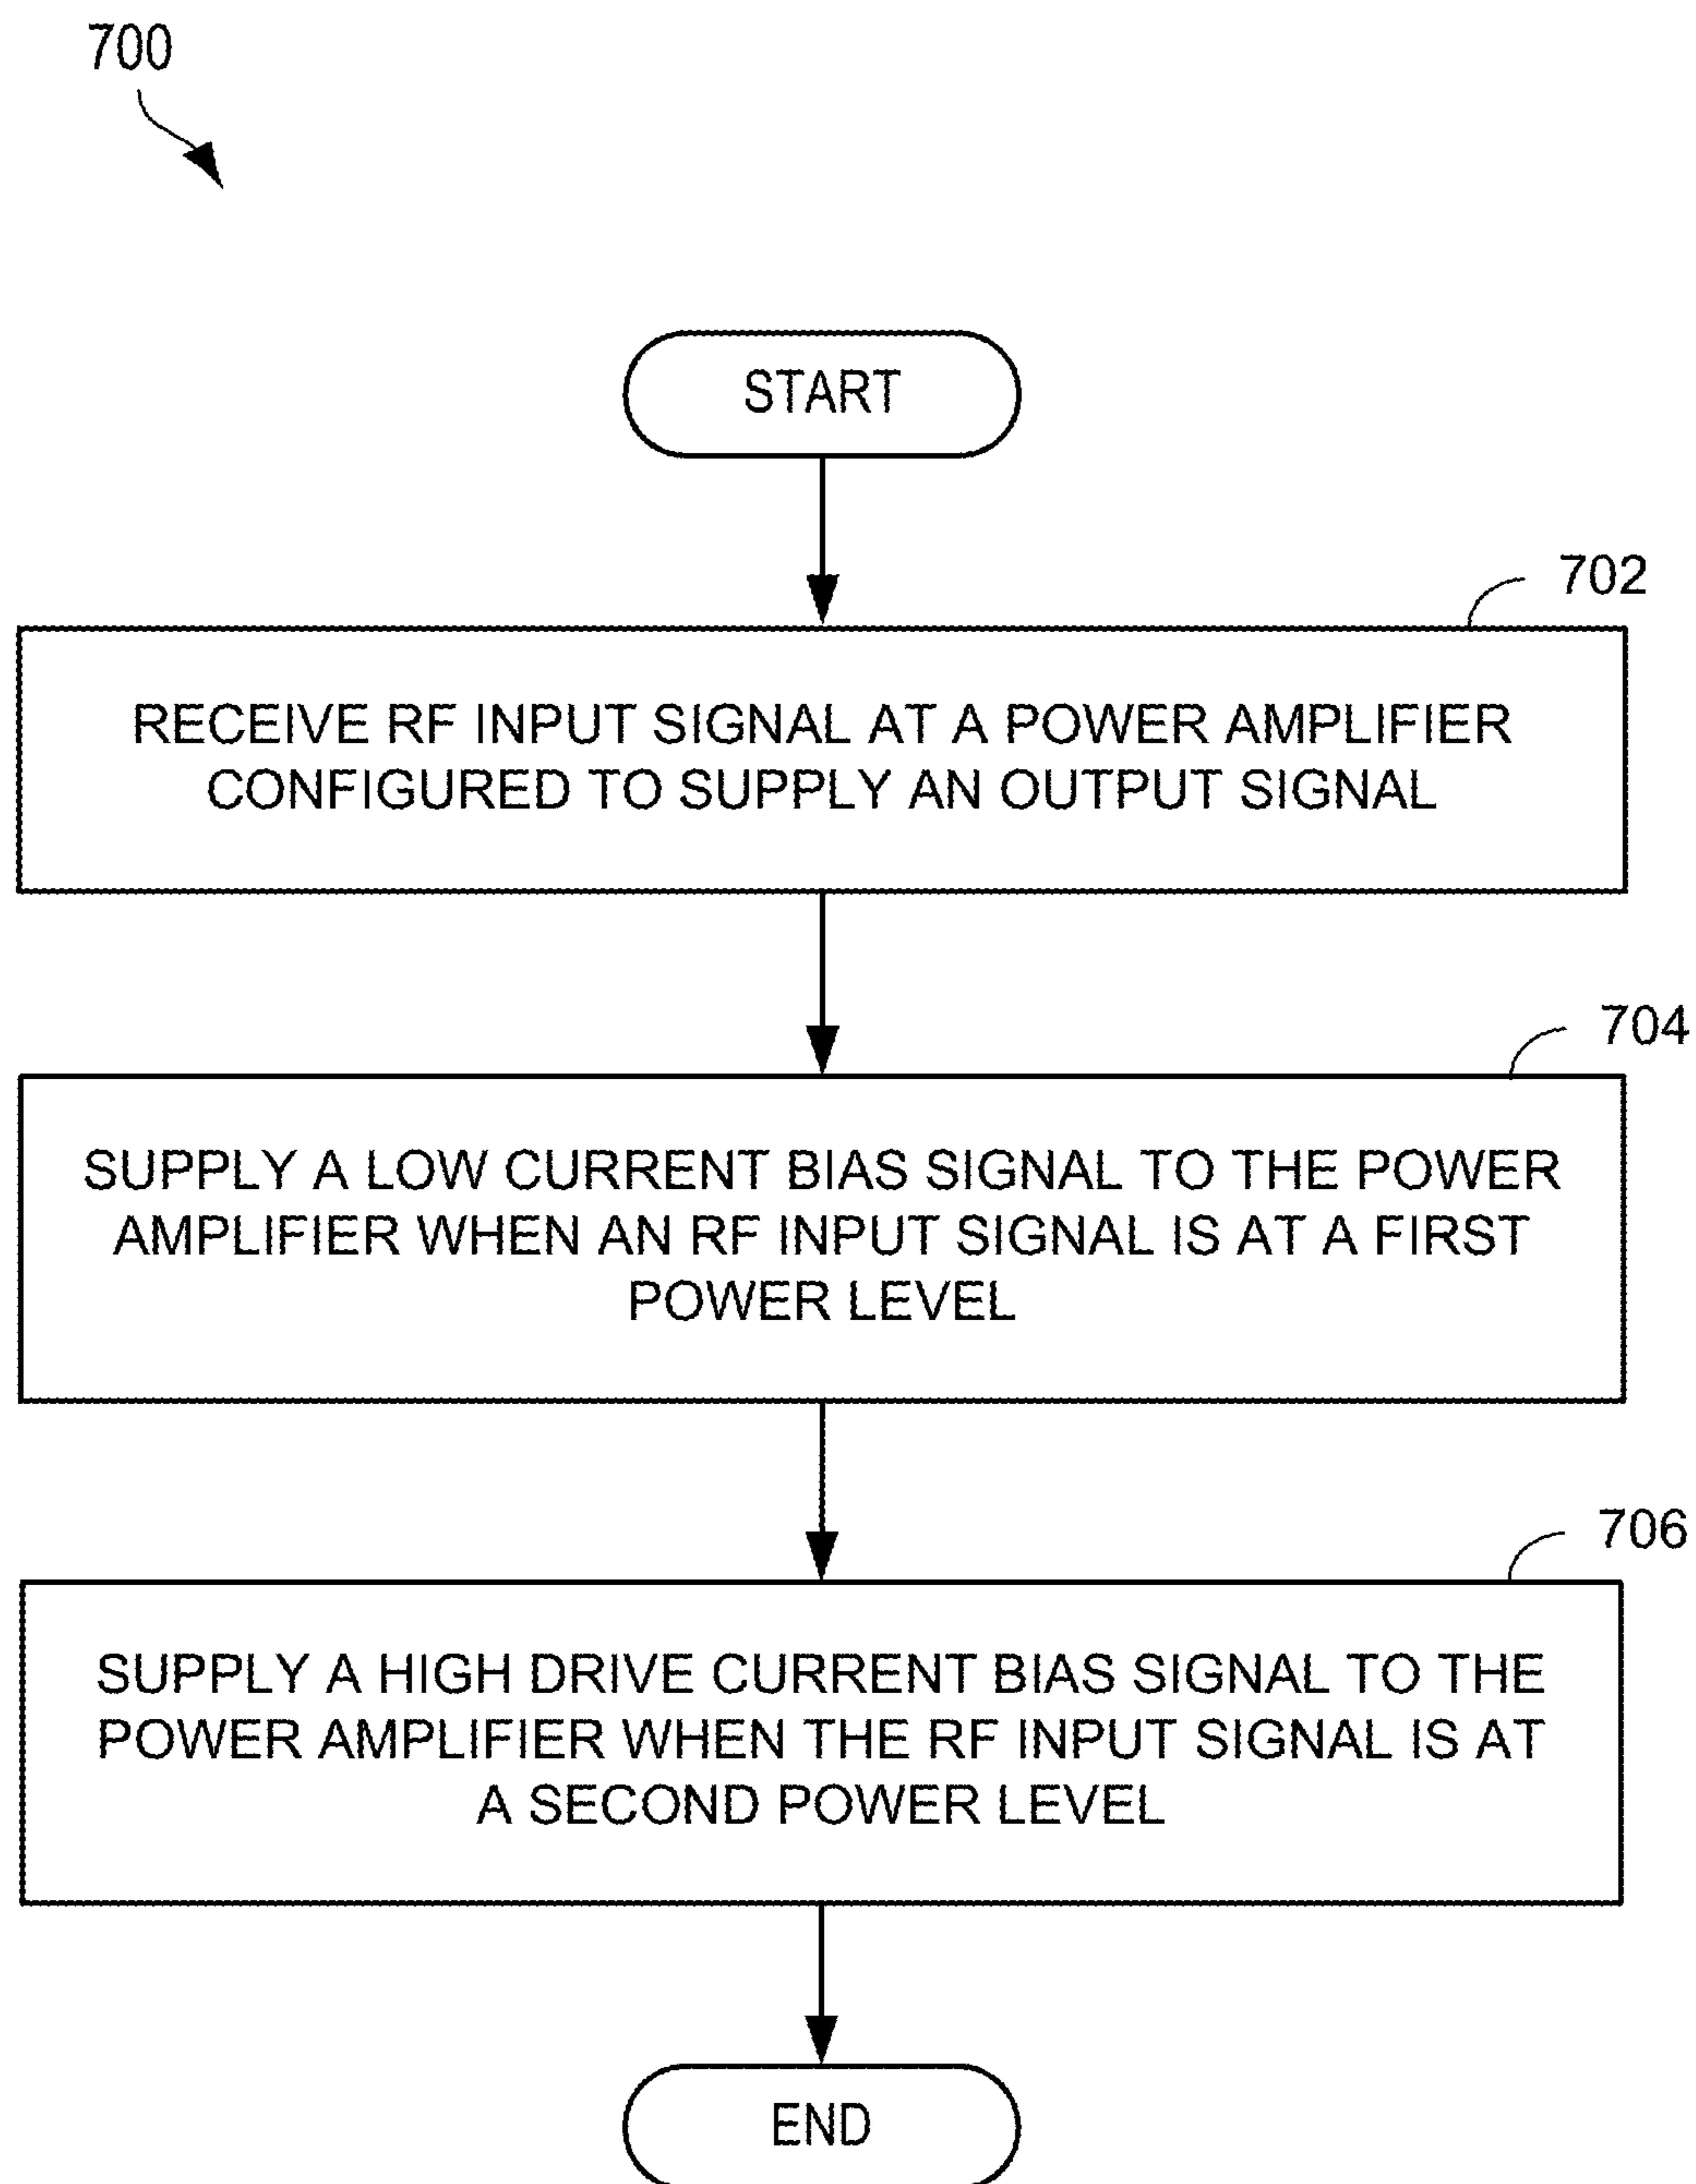 700
START
702
RECEIVE RF INPUT SIGNAL AT A POWER AMPLIFIER
CONFIGURED TO SUPPLY AN OUTPUT SIGNAL
704
SUPPLY A LOW CURRENT BIAS SIGNAL TO THE POWER
AMPLIFIER WHEN AN RF INPUT SIGNAL IS AT A FIRST
POWER LEVEL
706
SUPPLY A HIGH DRIVE CURRENT BIAS SIGNAL TO THE
POWER AMPLIFIER WHEN THE RF INPUT SIGNAL IS AT
A SECOND POWER LEVEL
END